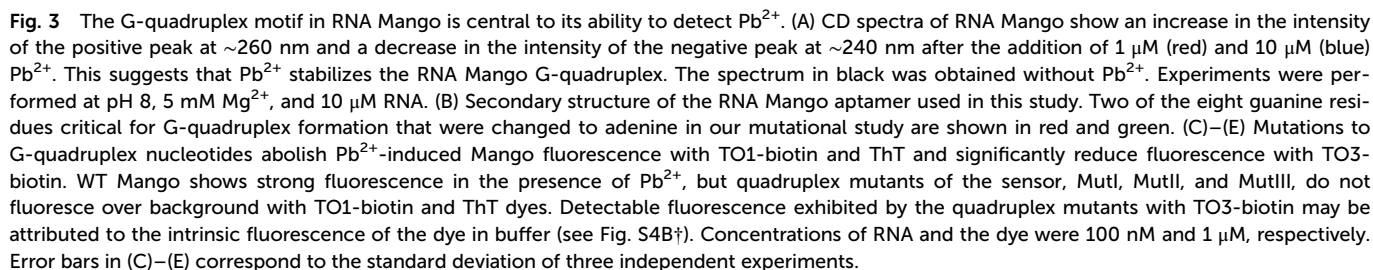 Fig. 3 The G-quadruplex motif in RNA Mango is central to its ability to detect Pb²⁺. (A) CD spectra of RNA Mango show an increase in the intensity
of the positive peak at ~260 nm and a decrease in the intensity of the negative peak at ~240 nm after the addition of 1 μM (red) and 10 μM (blue)
Pb²⁺. This suggests that Pb²⁺ stabilizes the RNA Mango G-quadruplex. The spectrum in black was obtained without Pb²⁺. Experiments were per-
formed at pH 8, 5 mM Mg²⁺, and 10 μM RNA. (B) Secondary structure of the RNA Mango aptamer used in this study. Two of the eight guanine resi-
dues critical for G-quadruplex formation that were changed to adenine in our mutational study are shown in red and green. (C)–(E) Mutations to
G-quadruplex nucleotides abolish Pb²⁺-induced Mango fluorescence with TO1-biotin and ThT and significantly reduce fluorescence with TO3-
biotin. WT Mango shows strong fluorescence in the presence of Pb²⁺, but quadruplex mutants of the sensor, MutI, MutII, and MutIII, do not
fluoresce over background with TO1-biotin and ThT dyes. Detectable fluorescence exhibited by the quadruplex mutants with TO3-biotin may be
attributed to the intrinsic fluorescence of the dye in buffer (see Fig. S4B†). Concentrations of RNA and the dye were 100 nM and 1 μM, respectively.
Error bars in (C)–(E) correspond to the standard deviation of three independent experiments.